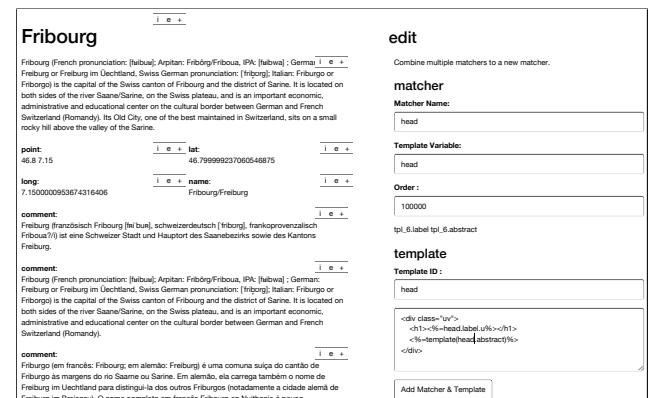 i e +
Fribourg
Fribourg (French pronunciation: [fʁibuʁ]; Arpitan: Fribôrg/Friboua, IPA: [fʁibwa] ; Germa i e +
Freiburg or Freiburg im Üechtland, Swiss German pronunciation: [ˈfribɔrg]; Italian: Friburgo or
Friborgo) is the capital of the Swiss canton of Fribourg and the district of Sarine. It is located on
both sides of the river Saane/Sarine, on the Swiss plateau, and is an important economic,
administrative and educational center on the cultural border between German and French
Switzerland (Romandy). Its Old City, one of the best maintained in Switzerland, sits on a small
rocky hill above the valley of the Sarine.
point: i e + lat: i e +
46.8 7.15 46.799999237060546875
long: i e + name: i e +
7.1500000953674316406 Fribourg/Freiburg
comment: i e +
Freiburg (französisch Fribourg [fʁiˈbuʁ], schweizerdeutsch [ˈfribɔrg], frankoprovenzalisch
Friboua?/i) ist eine Schweizer Stadt und Hauptort des Saanebezirks sowie des Kantons
Freiburg.
comment: i e +
Fribourg (French pronunciation: [fʁibuʁ]; Arpitan: Fribôrg/Friboua, IPA: [fʁibwa] ; German:
Freiburg or Freiburg im Üechtland, Swiss German pronunciation: [ˈfribɔrg]; Italian: Friburgo or
Friborgo) is the capital of the Swiss canton of Fribourg and the district of Sarine. It is located on
both sides of the river Saane/Sarine, on the Swiss plateau, and is an important economic,
administrative and educational center on the cultural border between German and French
Switzerland (Romandy).
comment: i e +
Friburgo (em francês: Fribourg; em alemão: Freiburg) é uma comuna suíça do cantão de
Friburgo às margens do rio Saarne ou Sarine. Em alemão, ela carrega também o nome de
Freiburg im Uechtland para distingui-la dos outros Friburgos (notadamente a cidade alemã de
edit
Combine multiple matchers to a new matcher.
matcher
Matcher Name:
head
Template Variable:
head
Order :
100000
tpl_6.label tpl_6.abstract
template
Template ID :
head
<div class="uv">
<h1><%=head.label.u%></h1>
<%=template(head.abstract)%>
</div>
Add Matcher & Template